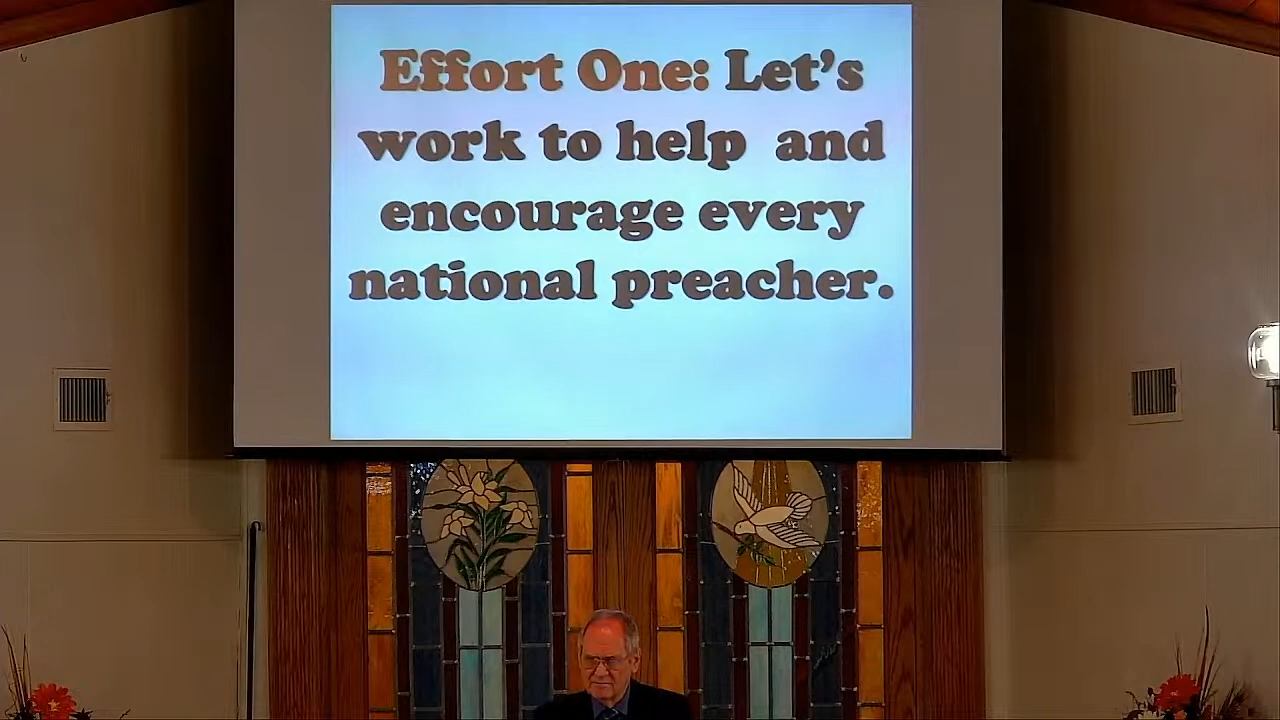 Effort One: Let's
work to help and
encourage every
national preacher.